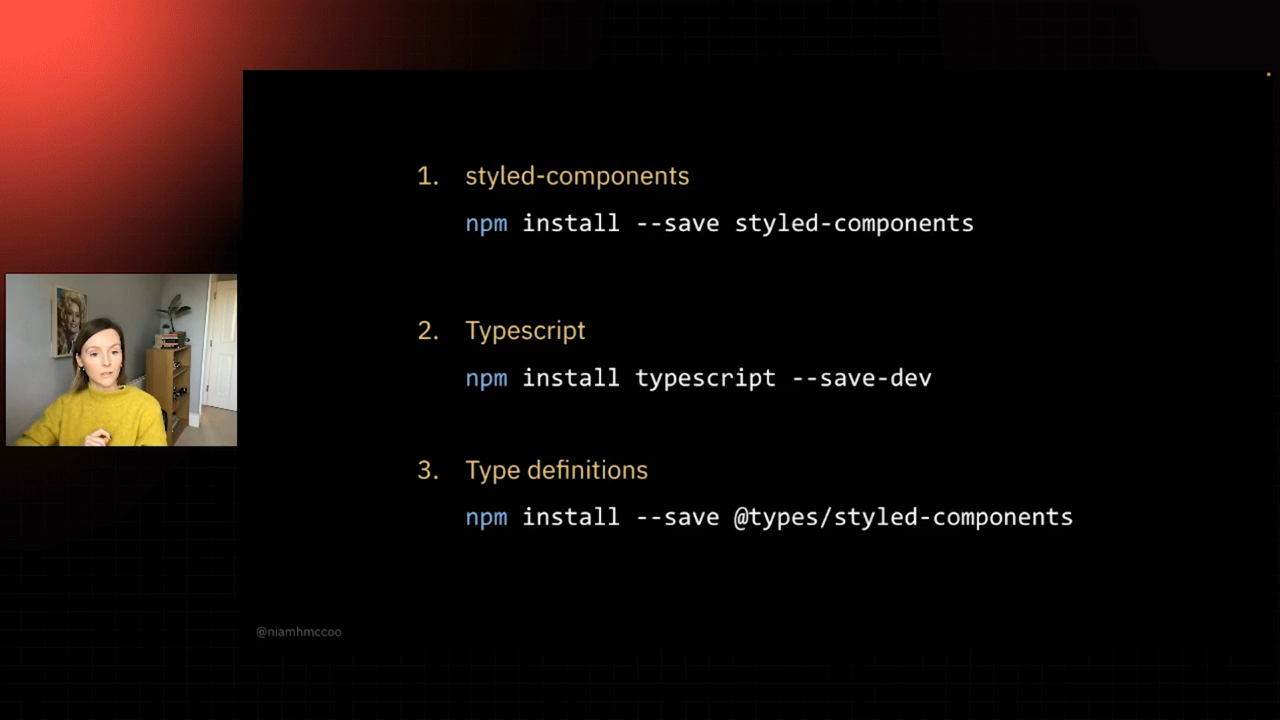 1. styled-components
npm install --save styled-components
2. Typescript
npm install typescript --save-dev
3. Type definitions
npm install --save @types/styled-components
@niamhmccoo